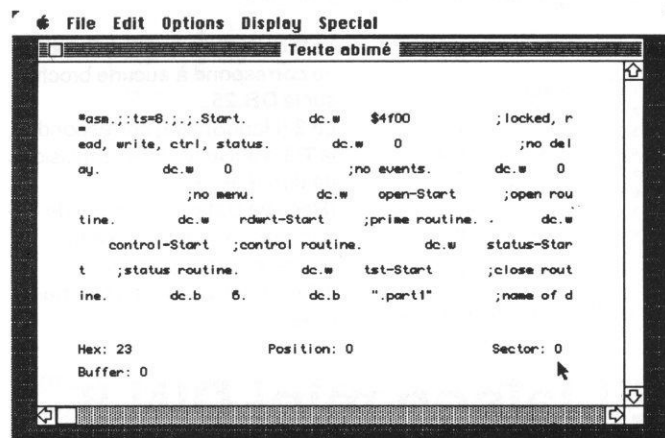 File Edit Options Display Special
Texte abimé
#asm.;:ts=8.;.;.Start. dc.w $4f00 ;locked, r
ead, write, ctrl, status. dc.w 0 ;no del
ay. dc.w 0 ;no events. dc.w 0
;no menu. dc.w open-Start ;open rou
tine. dc.w rdwrt-Start ;prime routine. dc.w
control-Start ;control routine. dc.w status-Star
t ;status routine. dc.w tst-Start ;close rout
ine. dc.b 6. dc.b ".part1" ;name of d
Hex: 23 Position: 0 Sector: 0
Buffer: 0